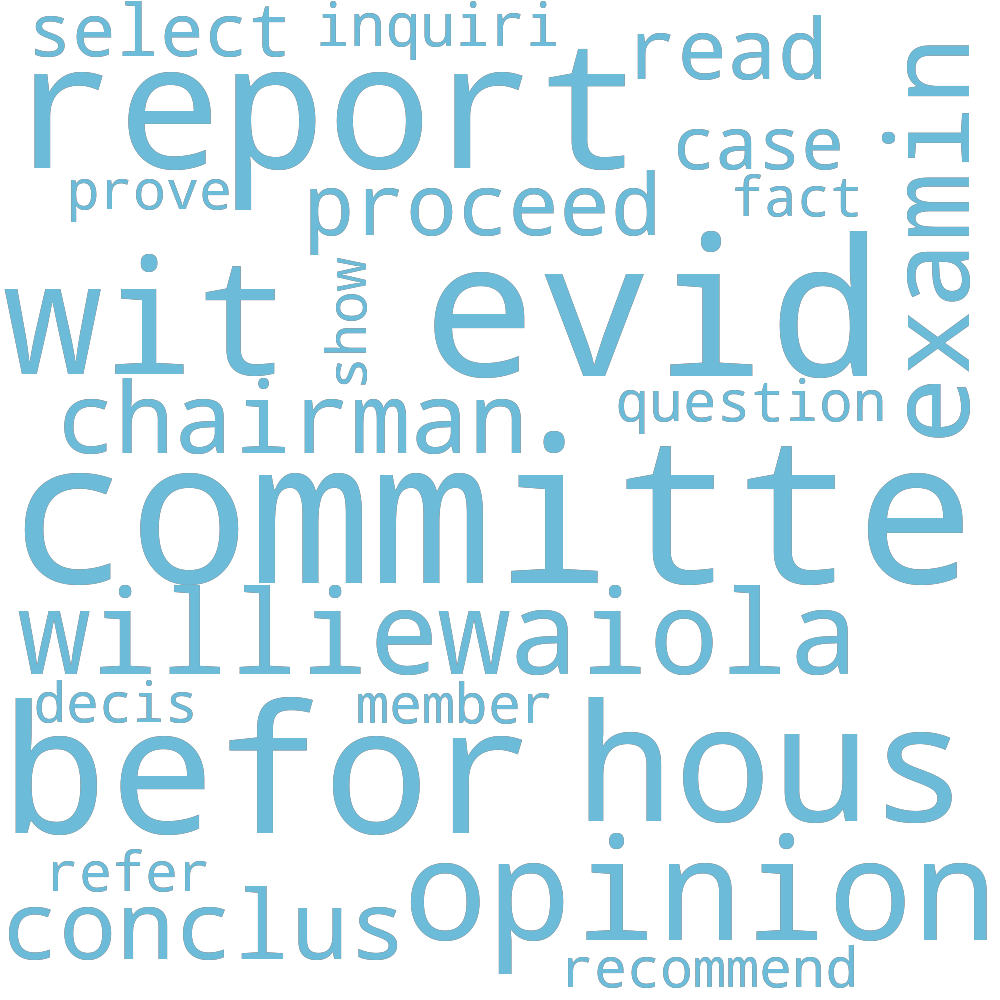 select
inquiri
read
report
case
examin
prove
proceed
fact
wit
show
evid
chairman
question
committe
williewaiola
decis
member
befor
hous
refer
opinion
conclus
recommend